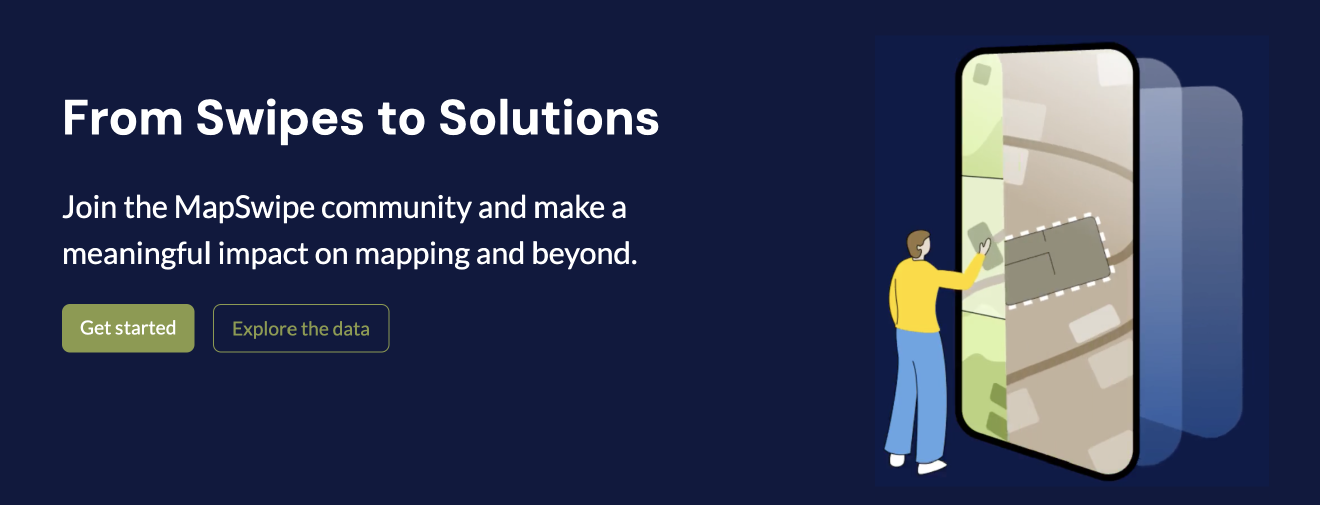 From Swipes to Solutions
Join the MapSwipe community and make a
meaningful impact on mapping and beyond.
Get started
Explore the data